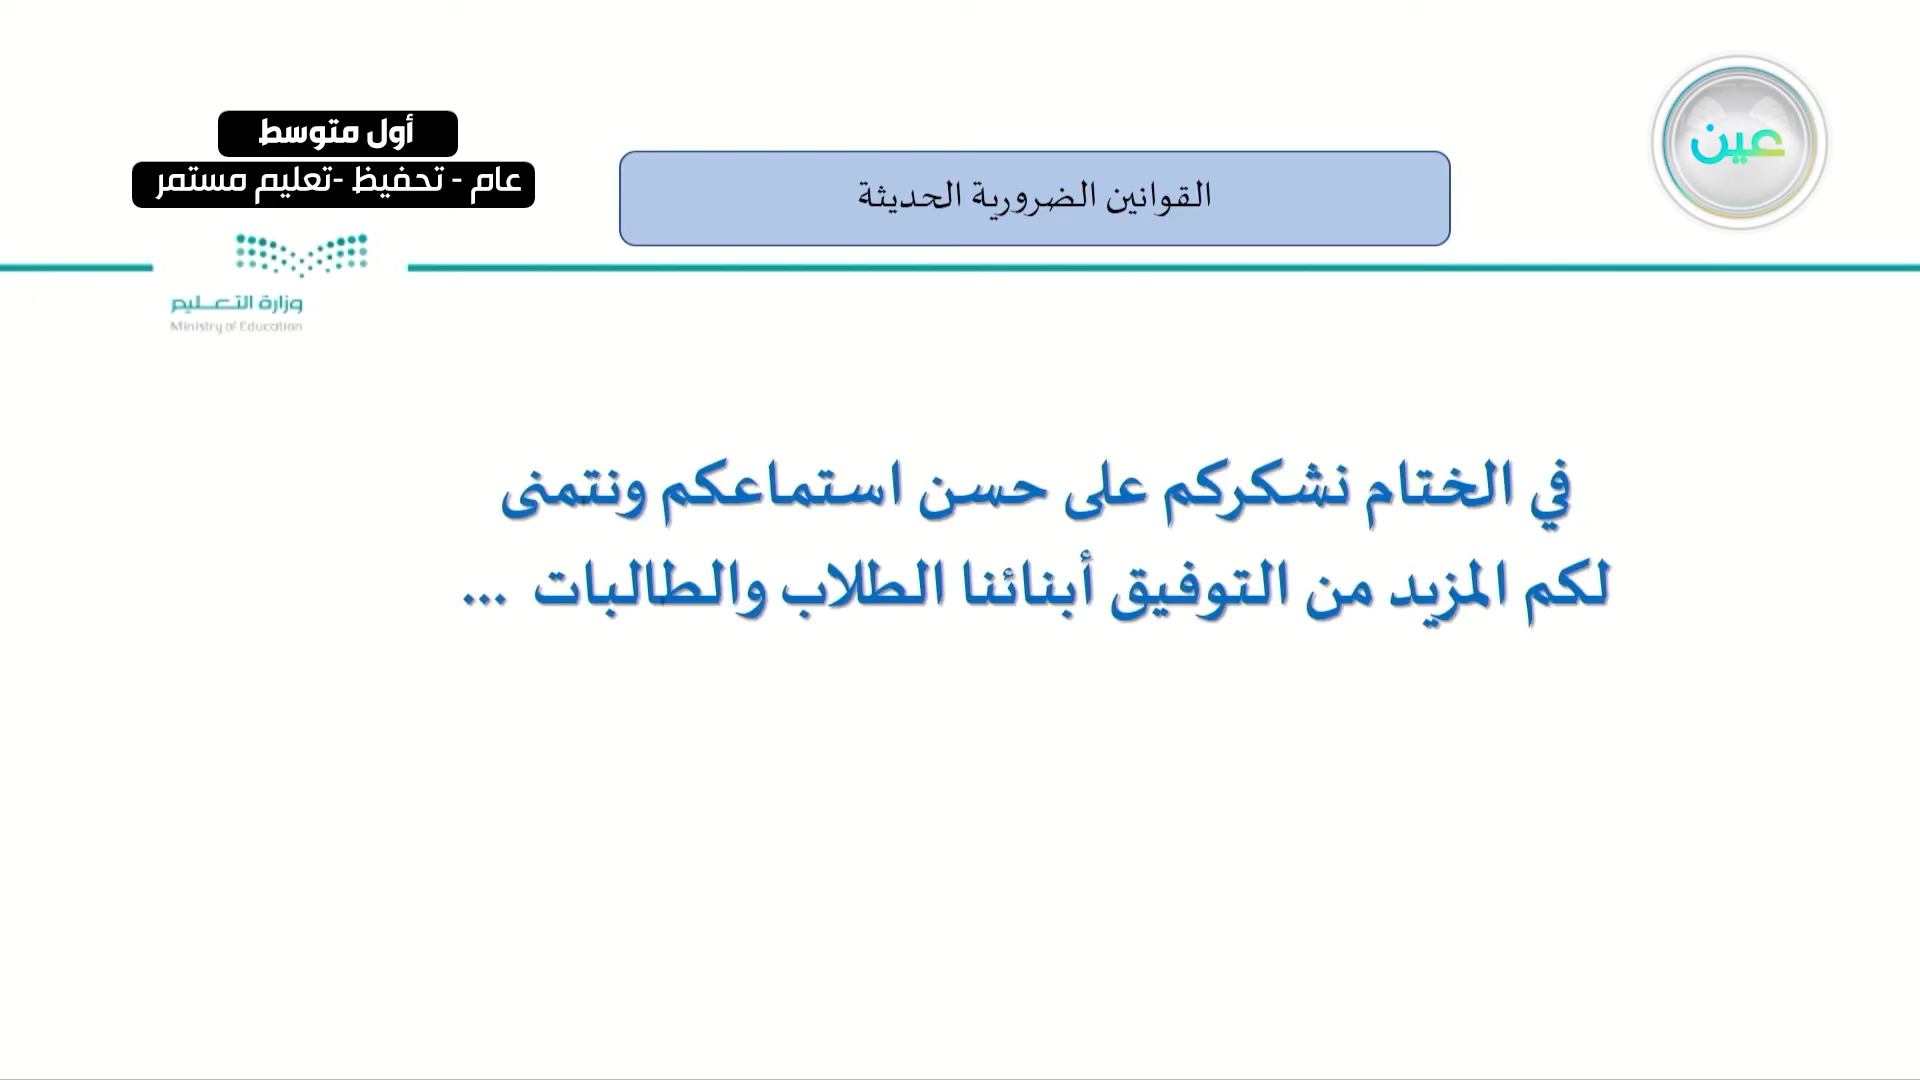 عين
أول متوسط
عام - تحفيظ -تعليم مستمر
القوانين الضرورية الحديثة
وزارة التعـــليم
Ministry of Education
في الختام نشكركم على حسن استماعكم ونتمنى
لكم المزيد من التوفيق أبنائنا الطلاب والطالبات ...